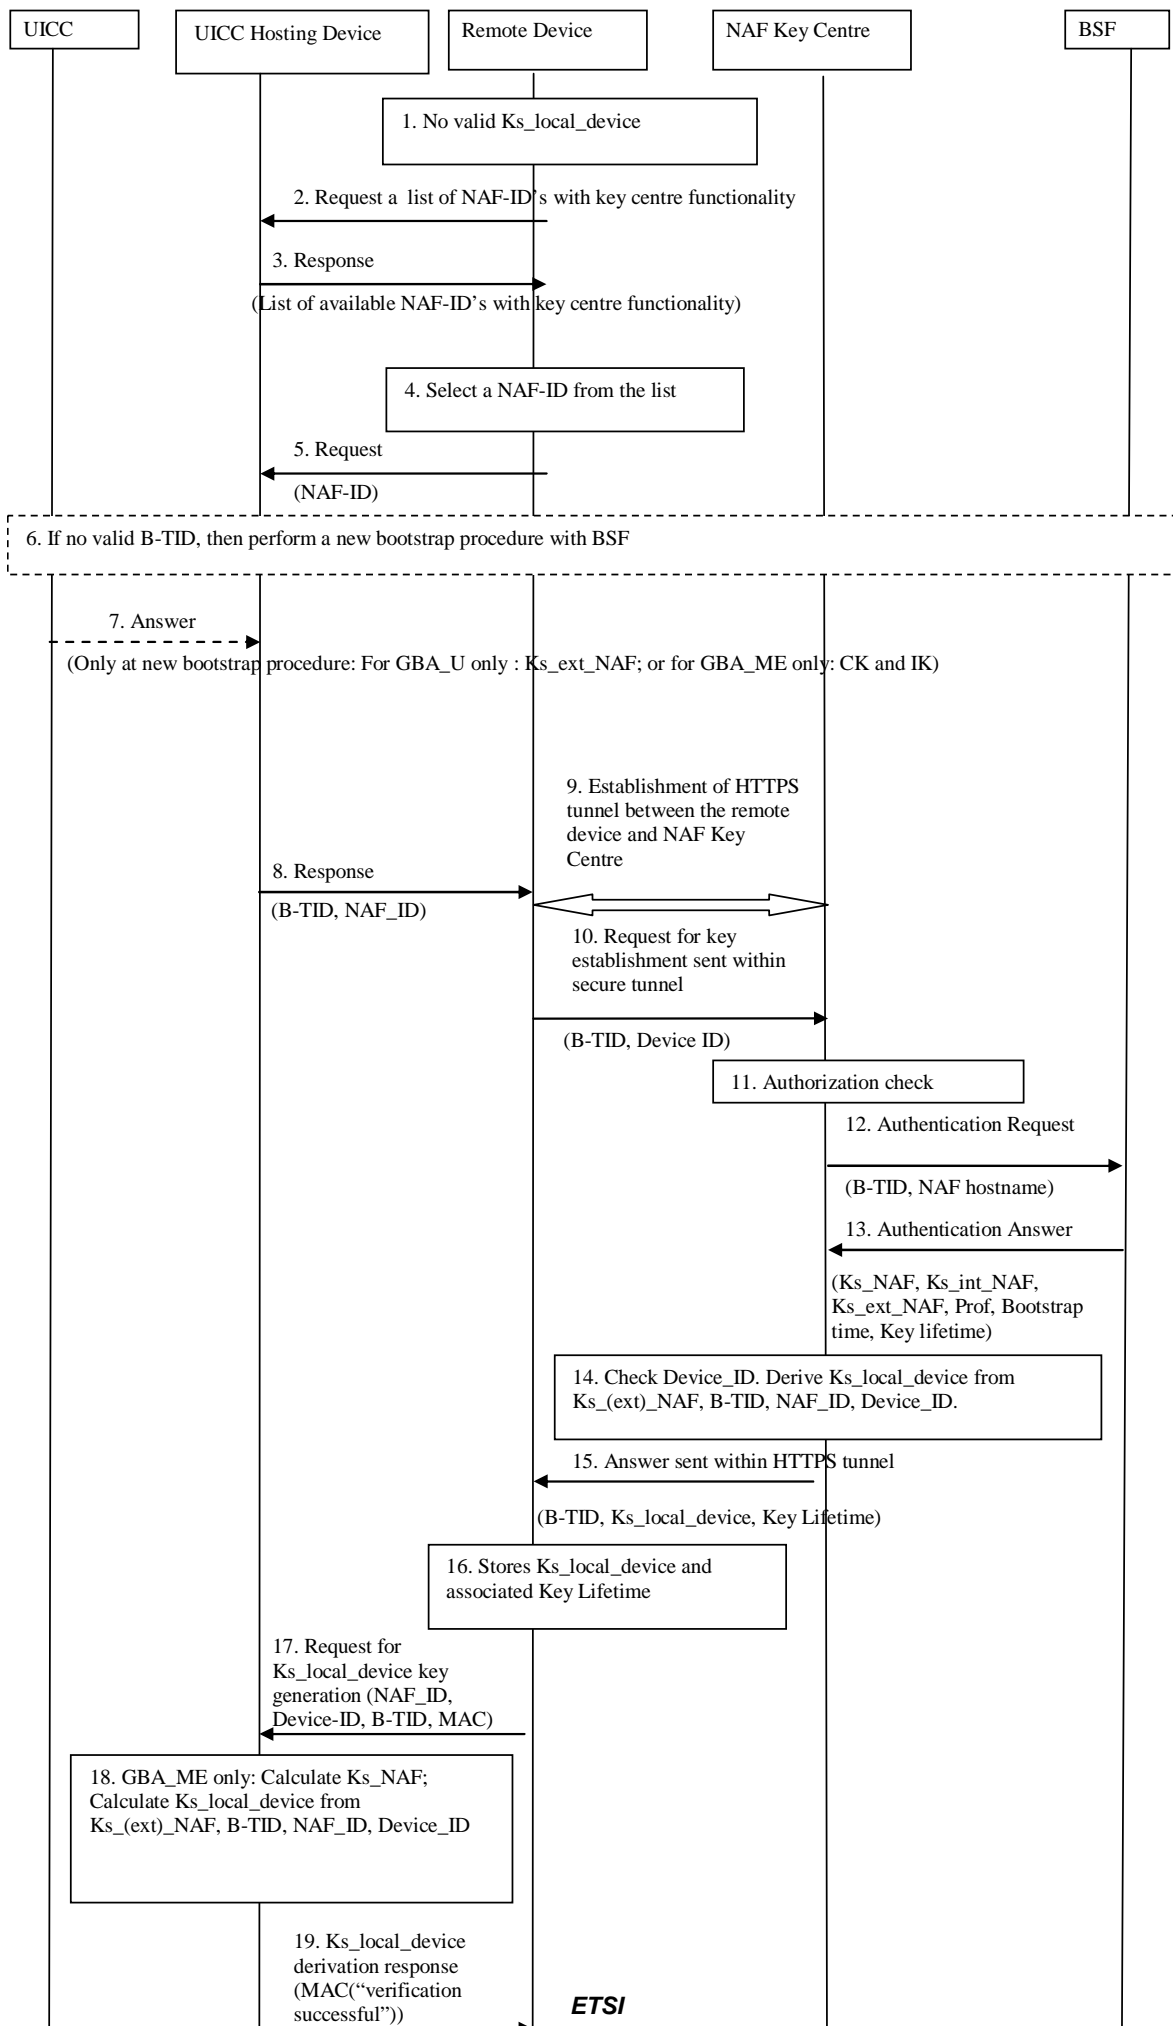 UICC
UICC Hosting Device
Remote Device
NAF Key Centre
BSF
1. No valid Ks_local_device
2. Request a  list of NAF-ID’s with key centre functionality
3. Response
(List of available NAF-ID’s with key centre functionality)
4. Select a NAF-ID from the list
5. Request
(NAF-ID)
6. If no valid B-TID, then perform a new bootstrap procedure with BSF
7. Answer
(Only at new bootstrap procedure: For GBA_U only : Ks_ext_NAF; or for GBA_ME only: CK and IK)
9. Establishment of HTTPS
tunnel between the remote
device and NAF Key
Centre
8. Response
(B-TID, NAF_ID)
10. Request for key
establishment sent within
secure tunnel
(B-TID, Device ID)
11. Authorization check
12. Authentication Request
(B-TID, NAF hostname)
13. Authentication Answer
(Ks_NAF, Ks_int_NAF,
Ks_ext_NAF, Prof, Bootstrap
time, Key lifetime)
14. Check Device_ID. Derive Ks_local_device from
Ks_(ext)_NAF, B-TID, NAF_ID, Device_ID.
15. Answer sent within HTTPS tunnel
(B-TID, Ks_local_device, Key Lifetime)
16. Stores Ks_local_device and
associated Key Lifetime
17. Request for
Ks_local_device key
generation (NAF_ID,
Device-ID, B-TID, MAC)
18. GBA_ME only: Calculate Ks_NAF;
Calculate Ks_local_device from
Ks_(ext)_NAF, B-TID, NAF_ID, Device_ID
19. Ks_local_device
derivation response
(MAC(“verification
successful”))
ETSI